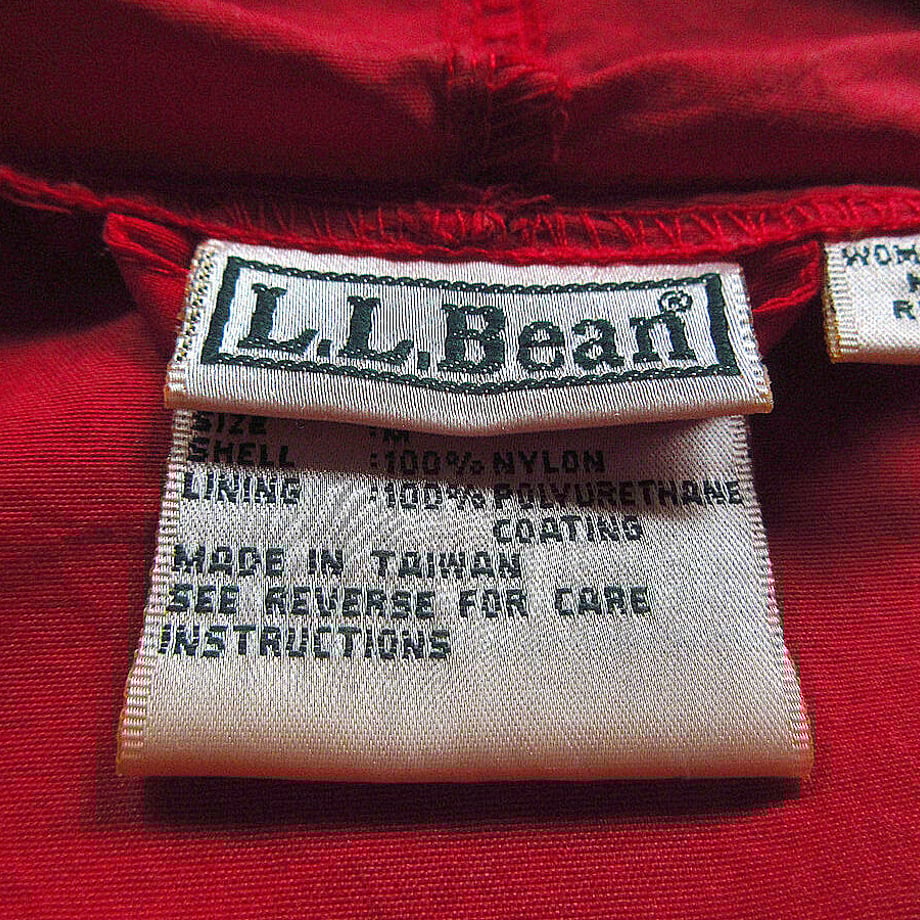 L.L.Bean®
SIZE :M
SHELL :100% NYLON
LINING :100% POLYURETHANE
COATING
MADE IN TAIWAN
SEE REVERSE FOR CARE
INSTRUCTIONS